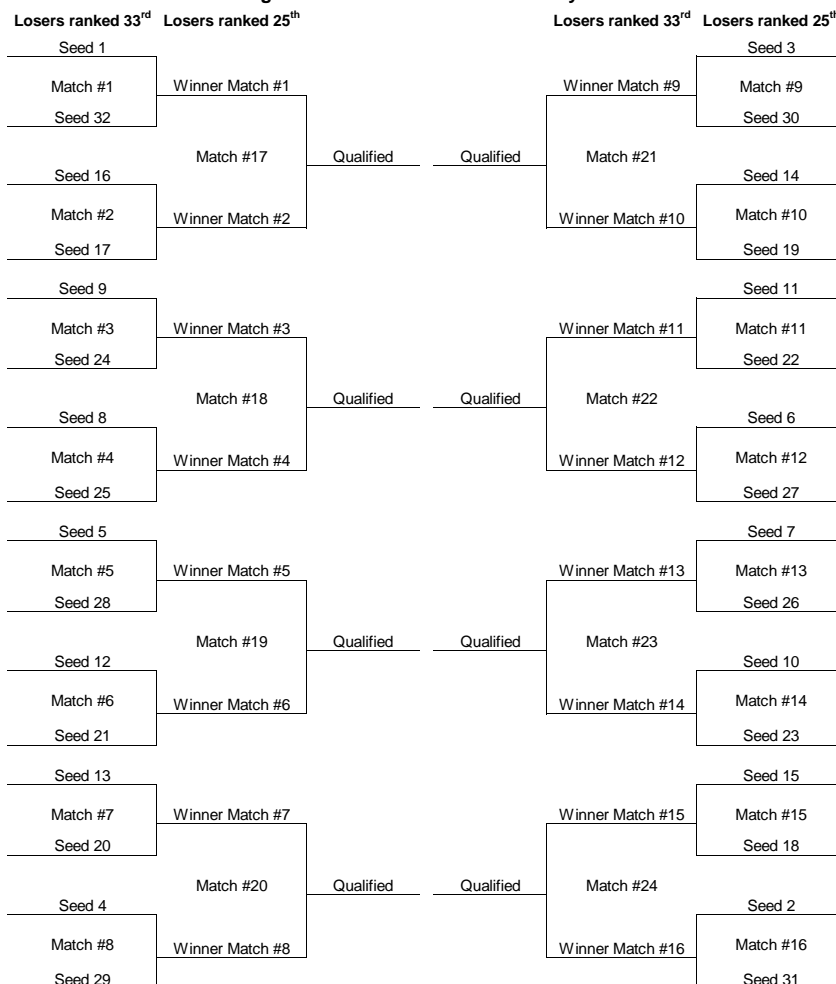 Losers ranked 33rd Losers ranked 25th Losers ranked 33rd Losers ranked 25th
Seed 1 Seed 3
Match #1 Winner Match #1 Winner Match #9 Match #9
Seed 32 Seed 30
Match #17 Qualified Qualified Match #21
Seed 16 Seed 14
Match #2 Winner Match #2 Winner Match #10 Match #10
Seed 17 Seed 19
Seed 9 Seed 11
Match #3 Winner Match #3 Winner Match #11 Match #11
Seed 24 Seed 22
Match #18 Qualified Qualified Match #22
Seed 8 Seed 6
Match #4 Winner Match #4 Winner Match #12 Match #12
Seed 25 Seed 27
Seed 5 Seed 7
Match #5 Winner Match #5 Winner Match #13 Match #13
Seed 28 Seed 26
Match #19 Qualified Qualified Match #23
Seed 12 Seed 10
Match #6 Winner Match #6 Winner Match #14 Match #14
Seed 21 Seed 23
Seed 13 Seed 15
Match #7 Winner Match #7 Winner Match #15 Match #15
Seed 20 Seed 18
Match #20 Qualified Qualified Match #24
Seed 4 Seed 2
Match #8 Winner Match #8 Winner Match #16 Match #16
Seed 29 Seed 31